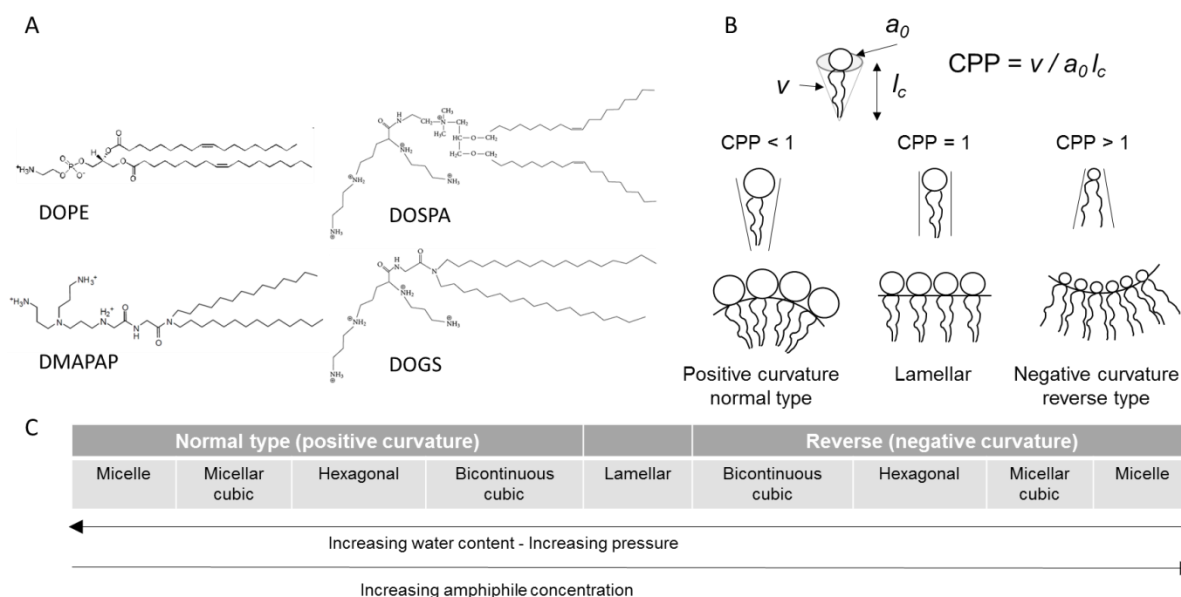 A
DOPE
DOSPA
DMAPAP
DOGS
B
a0
v
lc
CPP = v / a0 lc
CPP < 1
CPP = 1
CPP > 1
Positive curvature
normal type
Lamellar
Negative curvature
reverse type
C
Normal type (positive curvature)
Reverse (negative curvature)
Micelle
Micellar
cubic
Hexagonal
Bicontinuous
cubic
Lamellar
Bicontinuous
cubic
Hexagonal
Micellar
cubic
Micelle
Increasing water content - Increasing pressure
Increasing amphiphile concentration